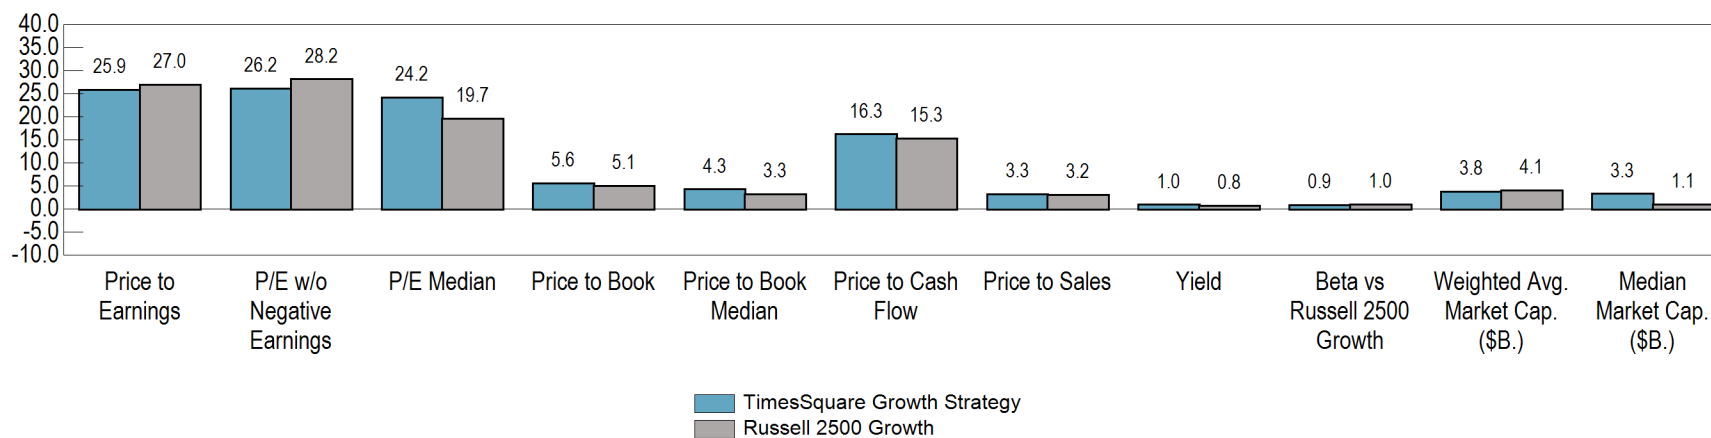 40.0
35.0
30.0
25.0
20.0
15.0
10.0
5.0
0.0
-5.0
-10.0
25.9 27.0 26.2 28.2 24.2 19.7 5.6 5.1 4.3 3.3 16.3 15.3 3.3 3.2 1.0 0.8 0.9 1.0 3.8 4.1 3.3 1.1
Price to
Earnings
P/E w/o
Negative
Earnings
P/E Median
Price to Book
Price to Book
Median
Price to Cash
Flow
Price to Sales
Yield
Beta vs
Russell 2500
Growth
Weighted Avg.
Market Cap.
($B.)
Median
Market Cap.
($B.)
TimesSquare Growth Strategy
Russell 2500 Growth